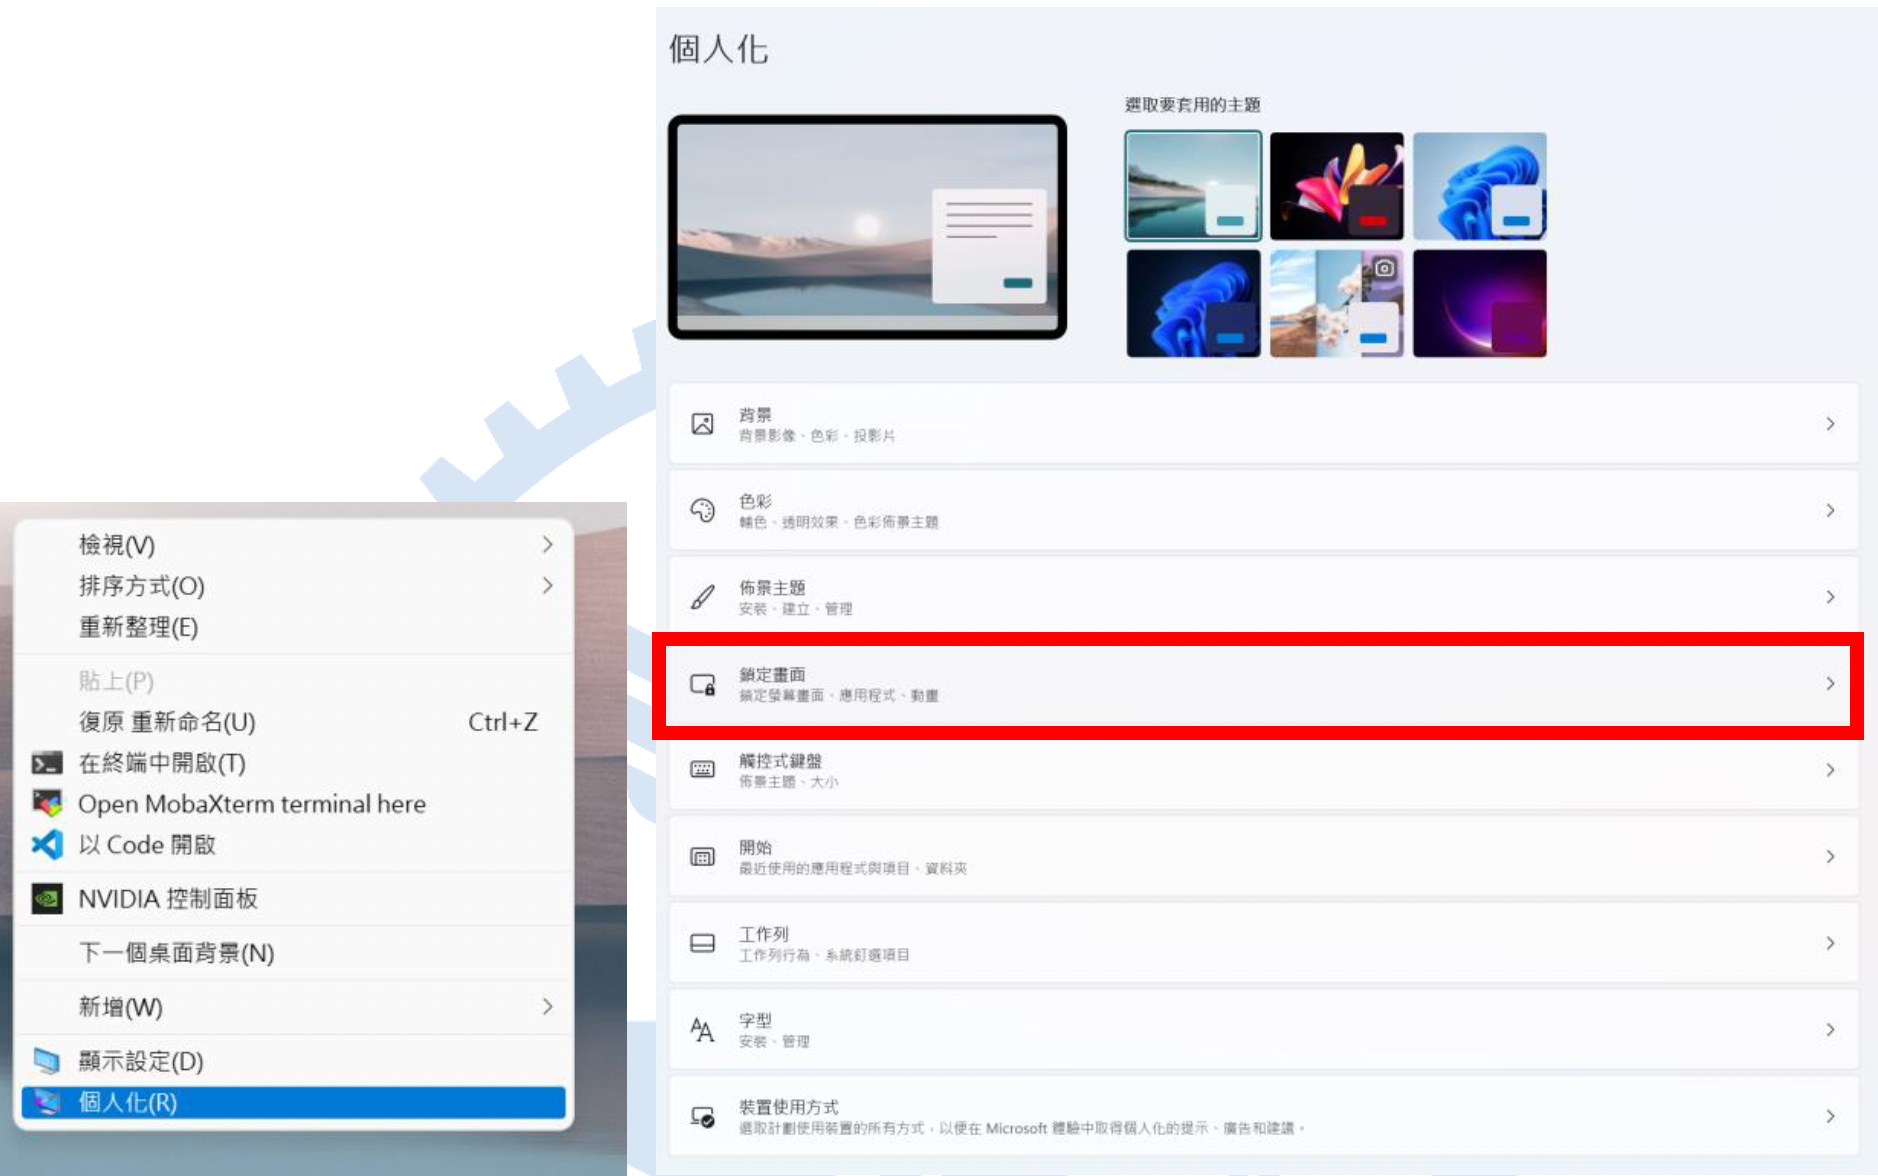 個人化
選取要套用的主題
背景
背景影像、色彩、投影片
色彩
輔色、透明效果、色彩佈景主題
佈景主題
安裝、建立、管理
鎖定畫面
鎖定螢幕畫面、應用程式、動畫
觸控式鍵盤
佈景主題、大小
開始
最近使用的應用程式與項目、資料夾
工作列
工作列行為、系統釘選項目
字型
安裝、管理
裝置使用方式
選取計劃使用裝置的所有方式，以便在 Microsoft 體驗中取得個人化的提示、廣告和建議。
檢視(V)
排序方式(O)
重新整理(E)
貼上(P)
復原 重新命名(U) Ctrl+Z
在終端中開啟(T)
Open MobaXterm terminal here
以 Code 開啟
NVIDIA 控制面板
下一個桌面背景(N)
新增(W)
顯示設定(D)
個人化(R)